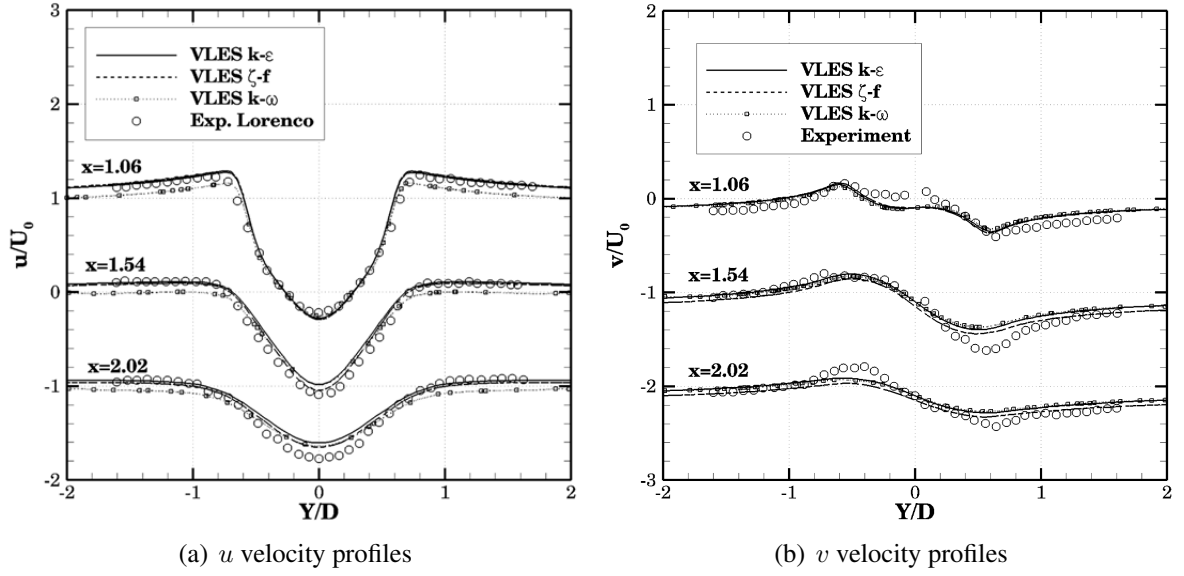 3
2
1
0
-1
-2
-2
-1
0
1
2
u/U0
Y/D
VLES k-ε
VLES ζ-f
VLES k-ω
Exp. Lorenco
x=1.06
x=1.54
x=2.02
(a) u velocity profiles
2
1
0
-1
-2
-3
-2
-1
0
1
2
v/U0
Y/D
VLES k-ε
VLES ζ-f
VLES k-ω
Experiment
x=1.06
x=1.54
x=2.02
(b) v velocity profiles